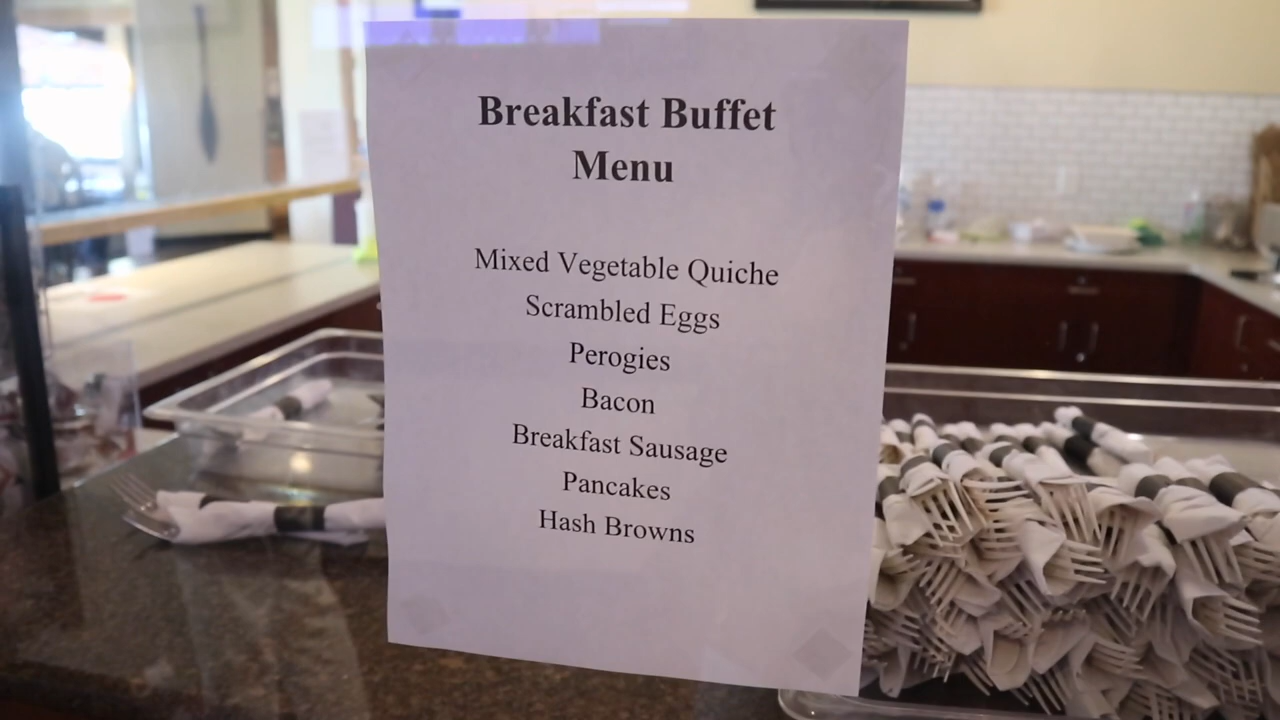 Breakfast Buffet
Menu
Mixed Vegetable Quiche
Scrambled Eggs
Perogies
Bacon
Breakfast Sausage
Pancakes
Hash Browns